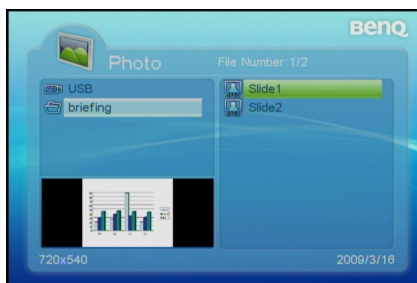 BenQ
Photo
File Number:1/2
USB
briefing
Slide1
Slide2
720x540
2009/3/16